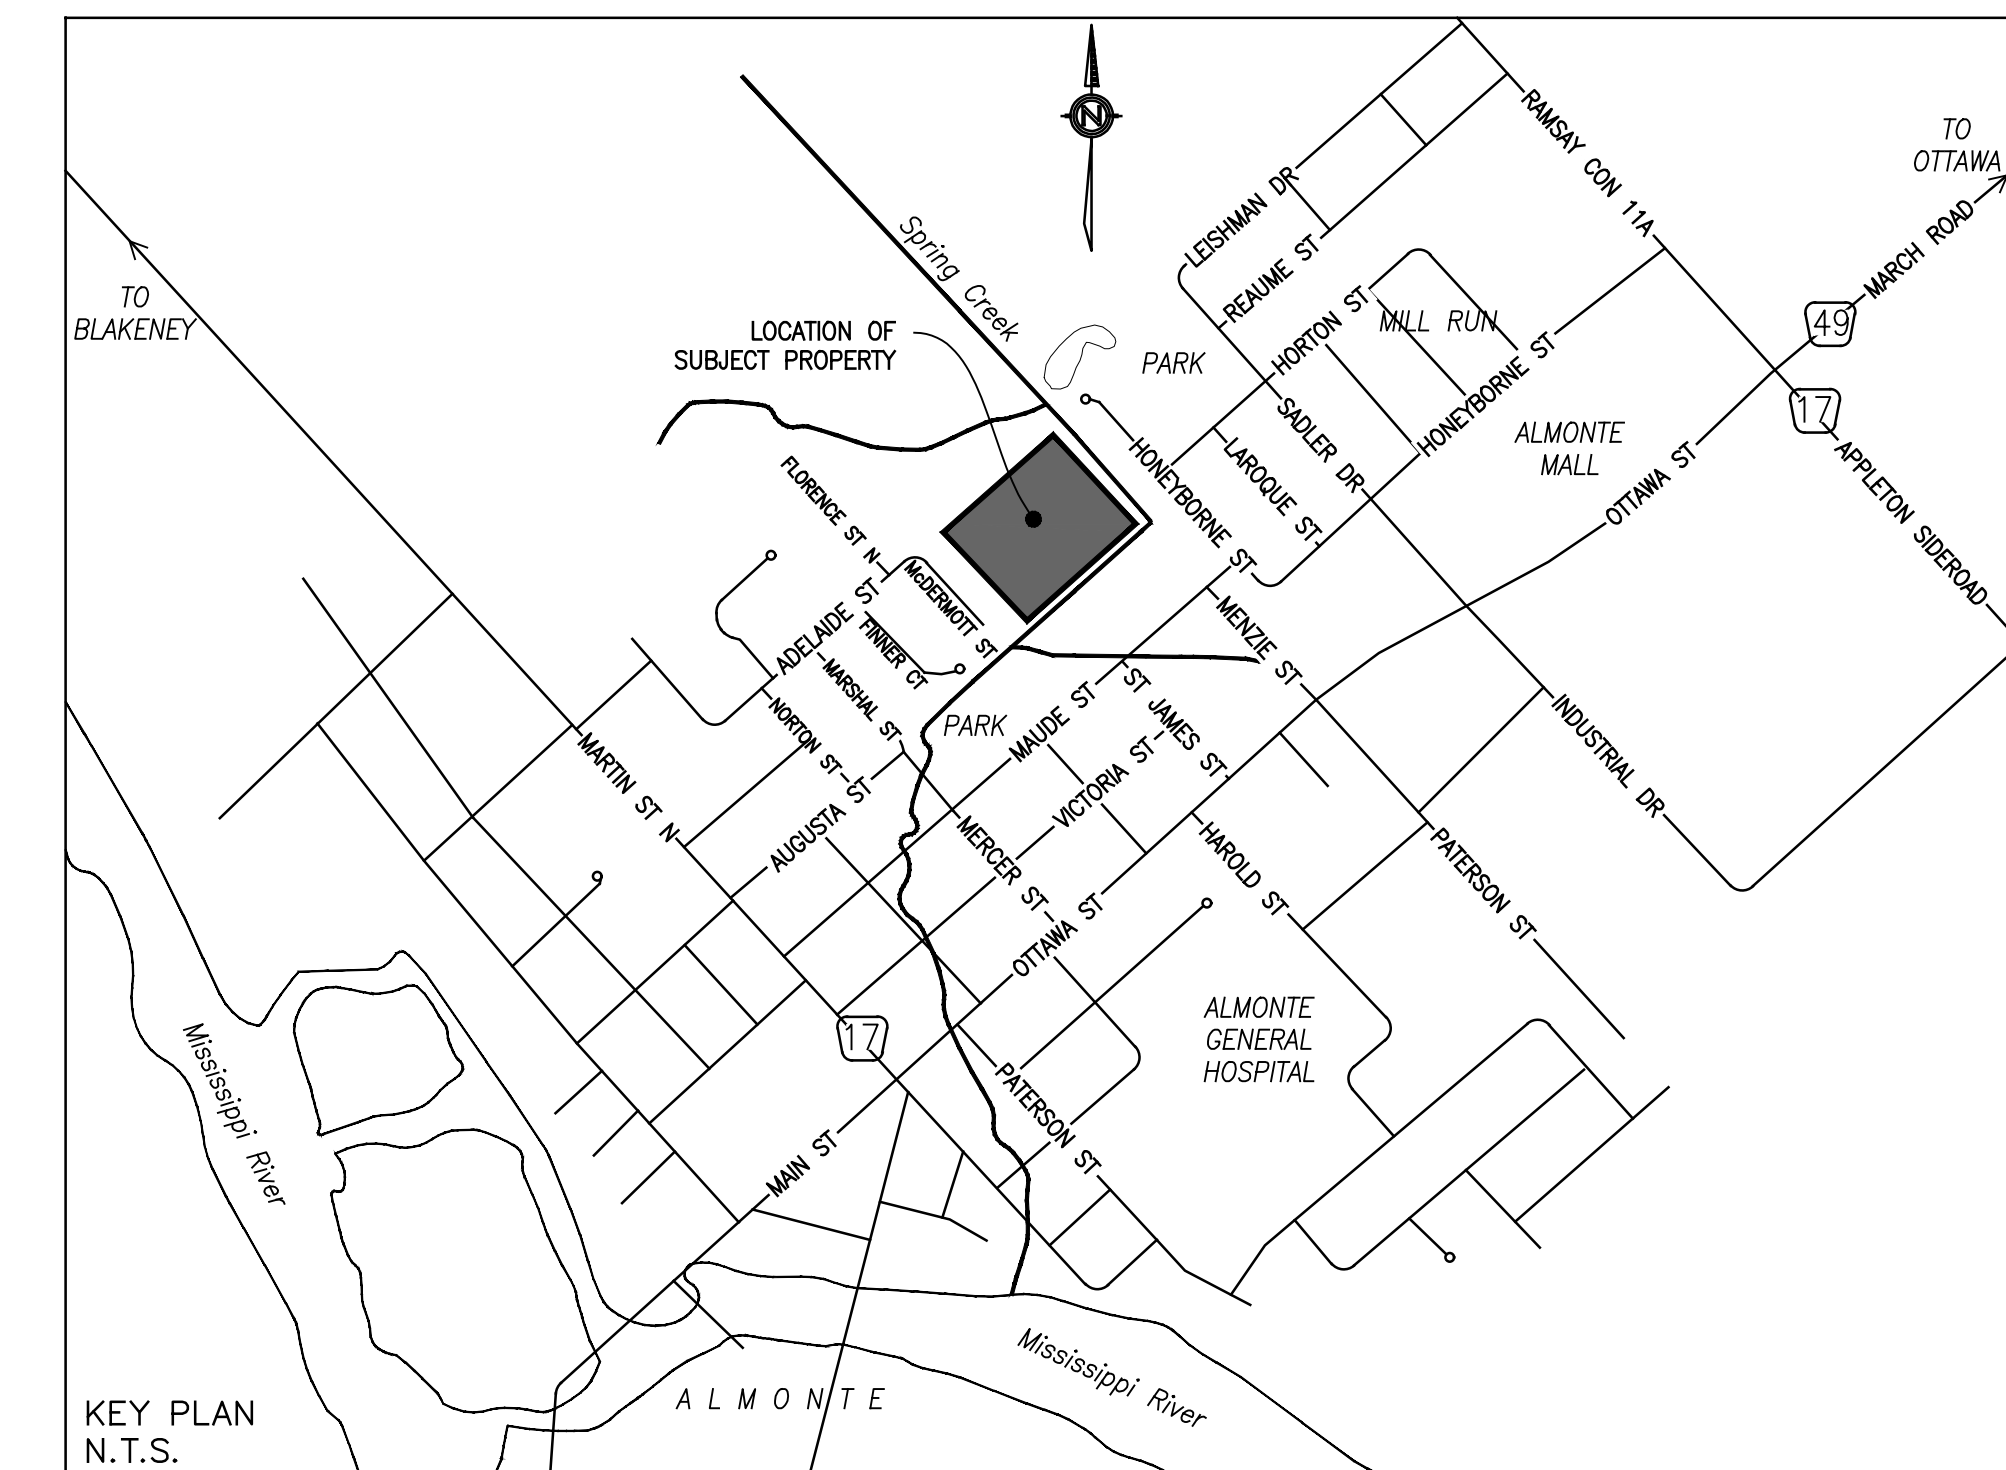 N
TO
OTTAWA
RAMSAY CON 11A
LEISHMAN DR
MARCH ROAD
Spring Creek
REAUME ST
TO
BLAKENEY
HORTON ST
MILL RUN
49
LOCATION OF
SUBJECT PROPERTY
PARK
HONEYBORNE ST
17
SADLER DR
ALMONTE
MALL
LAROQUE ST
HONEYBORNE ST
OTTAWA ST
APPLETON SIDEROAD
FLORENCE ST N
McDERMOTT ST
ADELAIDE ST
FINNER CT
MENZIE ST
MARSHAL ST
NORTON ST
PARK
MAUDE ST
ST JAMES ST
VICTORIA ST
INDUSTRIAL DR
MARTIN ST N
AUGUSTA ST
MERCER ST
HAROLD ST
PATERSON ST
OTTAWA ST
17
ALMONTE
GENERAL
HOSPITAL
Mississippi River
PATERSON ST
MAIN ST
Mississippi River
ALMONTE
KEY PLAN
N.T.S.